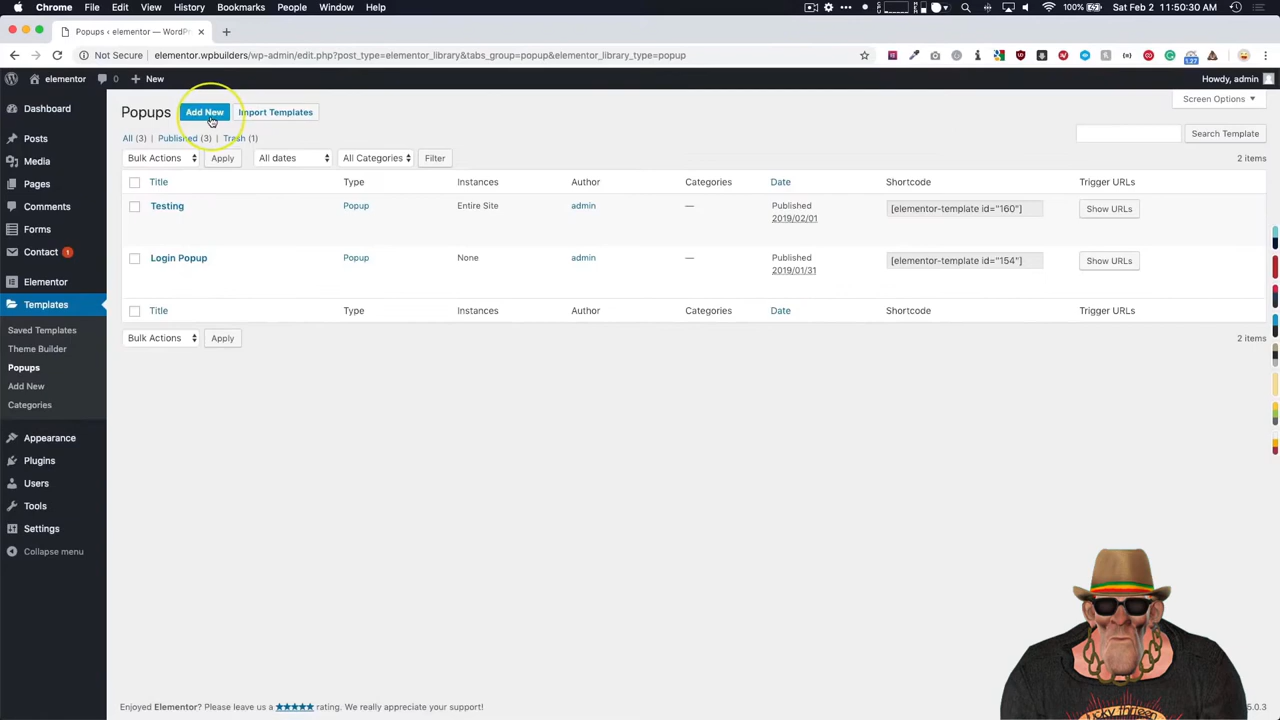 Chrome File Edit View History Bookmarks People Window Help 100% Sat Feb 2 11:50:30 AM
Popups ‹ elementor — WordPr
Not Secure elementor.wpbuilders/wp-admin/edit.php?post_type=elementor_library&tabs_group=popup&elementor_library_type=popup
1.27
elementor 0 New Howdy, admin
Screen Options
Popups Add New Import Templates
All (3) | Published (3) | Trash (1)
Search Template
Bulk Actions Apply All dates All Categories Filter 2 items
Title Type Instances Author Categories Date Shortcode Trigger URLs
Testing Popup Entire Site admin — Published 2019/02/01 [elementor-template id="160"] Show URLs
Login Popup Popup None admin — Published 2019/01/31 [elementor-template id="154"] Show URLs
Title Type Instances Author Categories Date Shortcode Trigger URLs
Bulk Actions Apply 2 items
Dashboard
Posts
Media
Pages
Comments
Forms
Contact 1
Elementor
Templates
Saved Templates
Theme Builder
Popups
Add New
Categories
Appearance
Plugins
Users
Tools
Settings
Collapse menu
Enjoyed Elementor? Please leave us a ★★★★★ rating. We really appreciate your support!
5.0.3